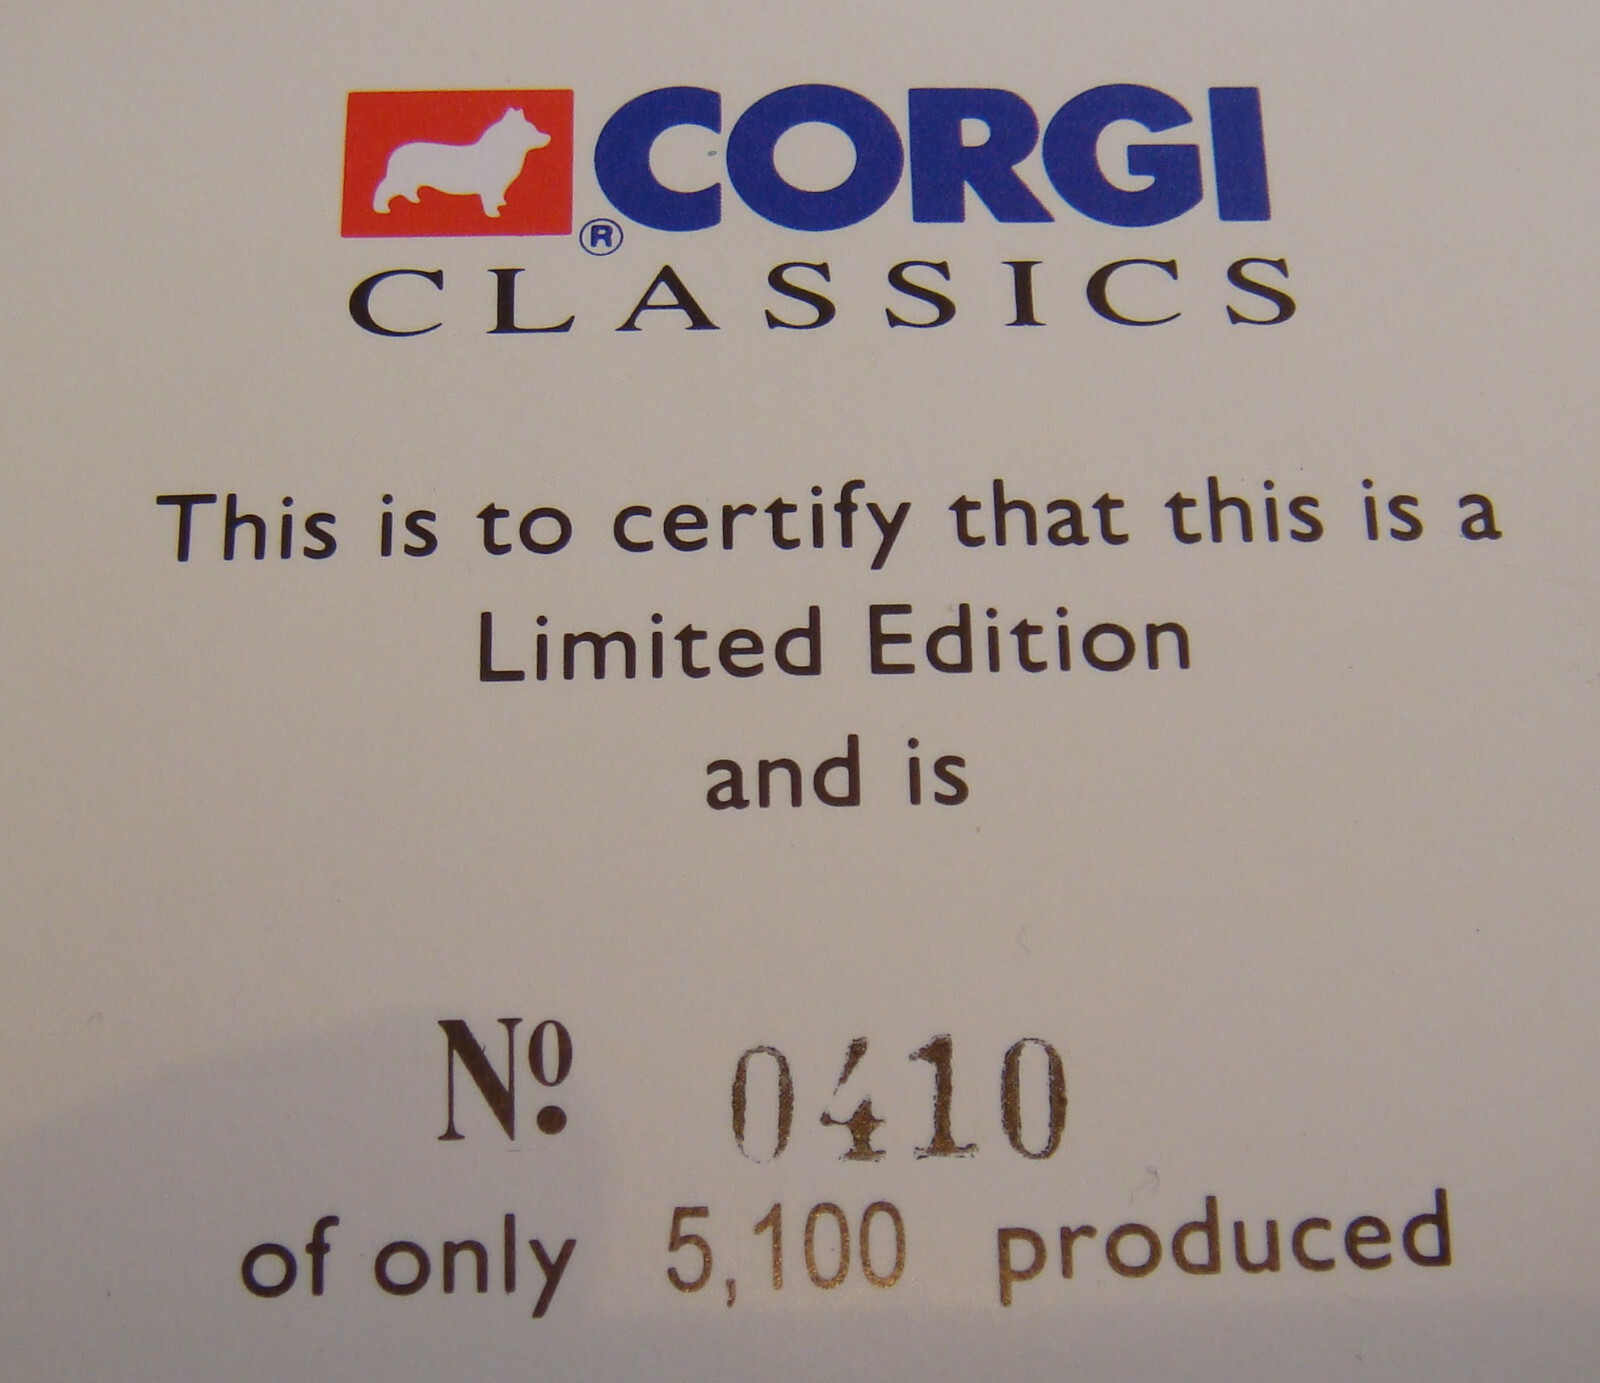 CORGI
®
CLASSICS
This is to certify that this is a
Limited Edition
and is
Nº. 0410
of only 5,100 produced